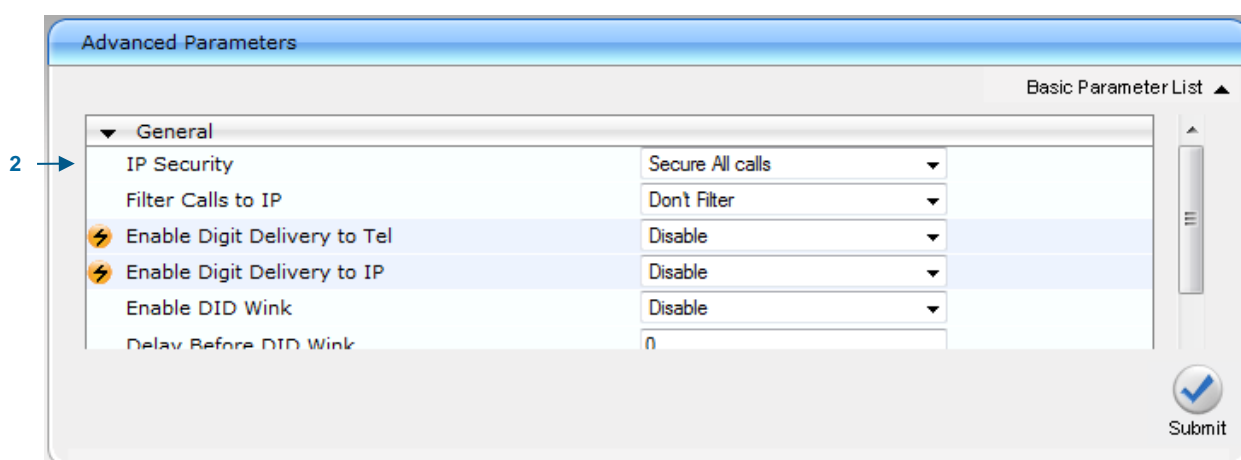 Advanced Parameters
Basic Parameter List
General
2 IP Security Secure All calls
Filter Calls to IP Don't Filter
Enable Digit Delivery to Tel Disable
Enable Digit Delivery to IP Disable
Enable DID Wink Disable
Delay Before DID Wink 0
Submit